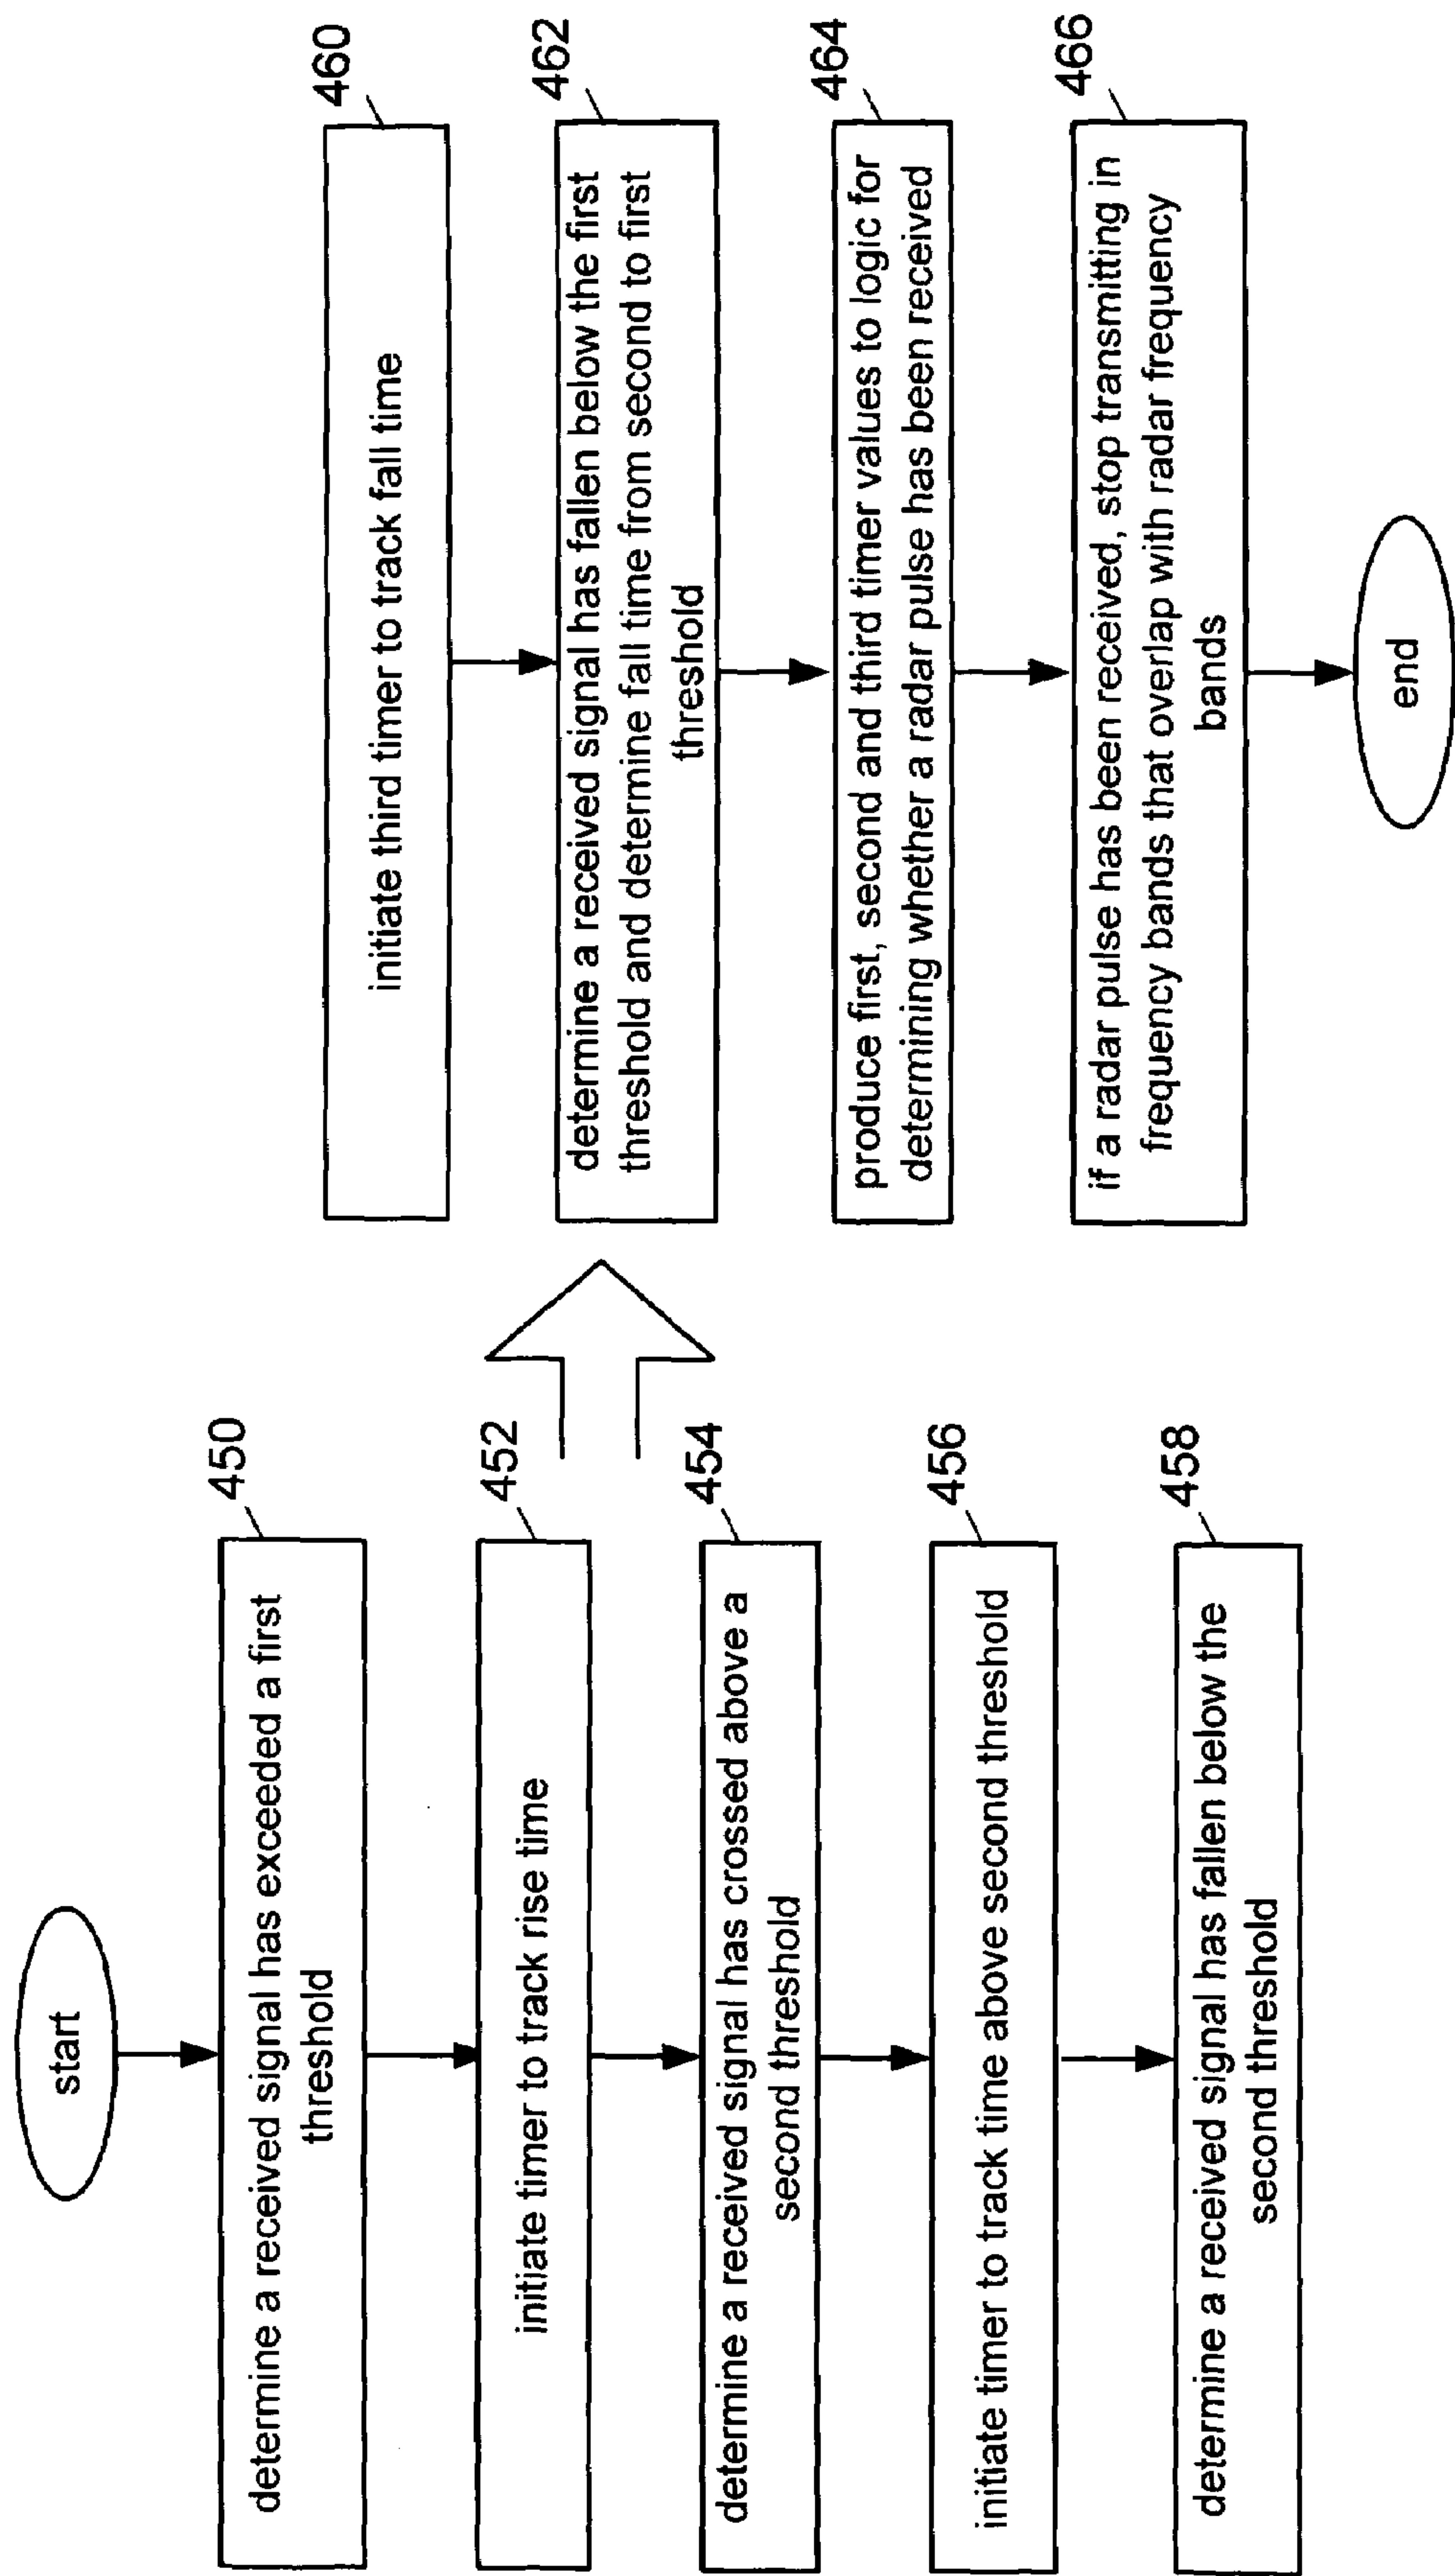 start
450
determine a received signal has exceeded a first
threshold
452
initiate timer to track rise time
454
determine a received signal has crossed above a
second threshold
456
initiate timer to track time above second threshold
458
determine a received signal has fallen below the
second threshold
460
initiate third timer to track fall time
462
determine a received signal has fallen below the first
threshold and determine fall time from second to first
threshold
464
produce first, second and third timer values to logic for
determining whether a radar pulse has been received
466
if a radar pulse has been received, stop transmitting in
frequency bands that overlap with radar frequency
bands
end